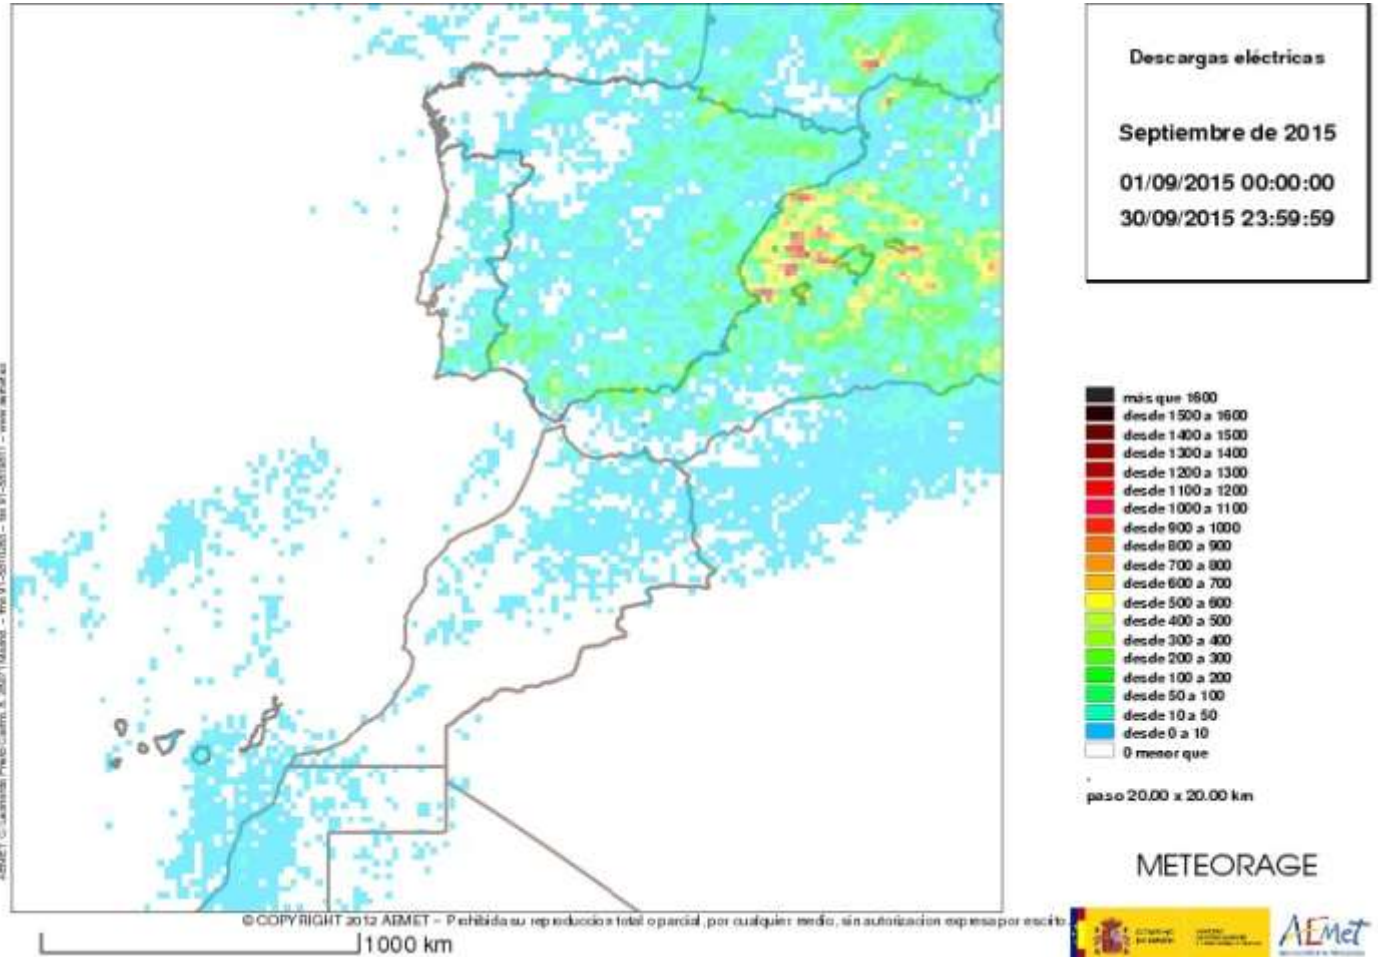 Descargas eléctricas
Septiembre de 2015
01/09/2015 00:00:00
30/09/2015 23:59:59
más que 1600
desde 1500 a 1600
desde 1400 a 1500
desde 1300 a 1400
desde 1200 a 1300
desde 1100 a 1200
desde 1000 a 1100
desde 900 a 1000
desde 800 a 900
desde 700 a 800
desde 600 a 700
desde 500 a 600
desde 400 a 500
desde 300 a 400
desde 200 a 300
desde 100 a 200
desde 50 a 100
desde 10 a 50
desde 0 a 10
0 menor que
.
paso 20.00 x 20.00 km
METEORAGE
© COPYRIGHT 2012 AEMET - Prohibida su reproduccion total o parcial, por cualquier medio, sin autorizacion expresa por escrito.
1000 km
AEMet